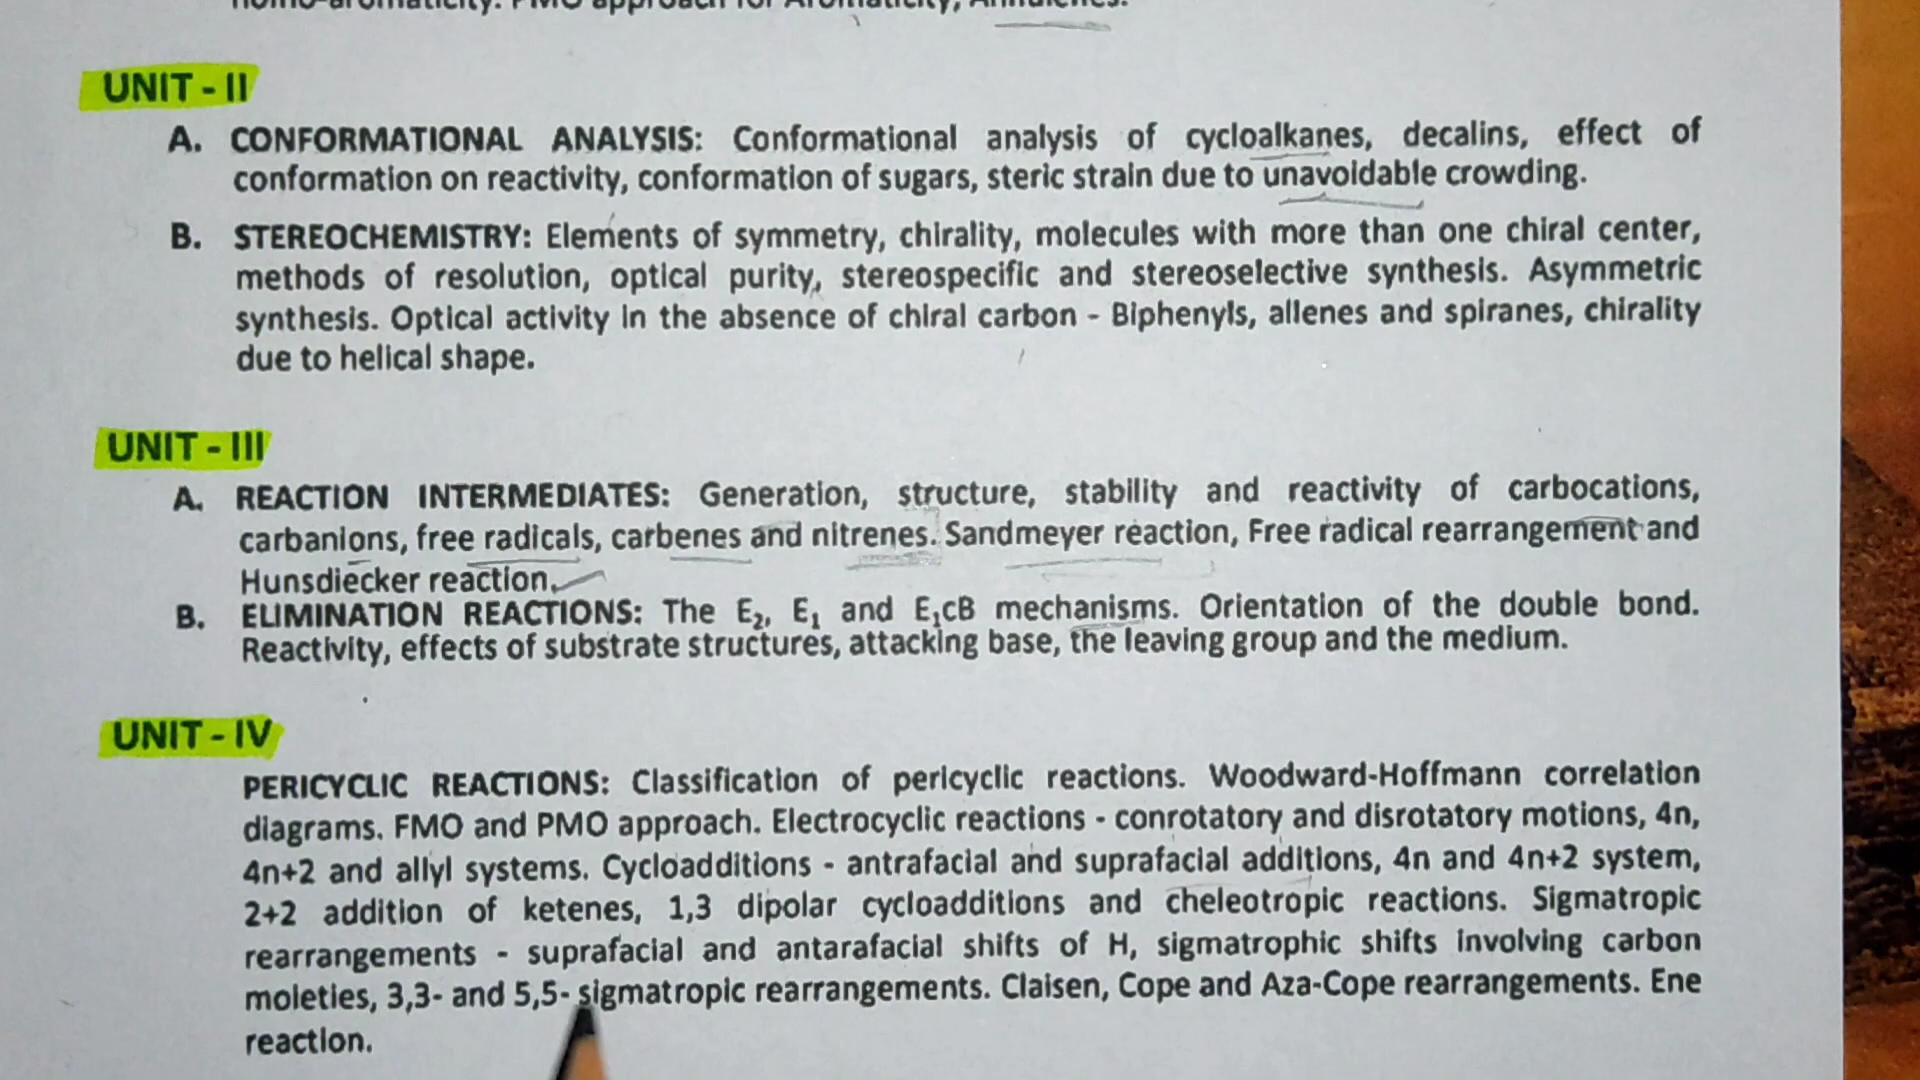 homo-aromaticity. PMO approach for Aromaticity, Annulenes.
UNIT - II
A. CONFORMATIONAL ANALYSIS: Conformational analysis of cycloalkanes, decalins, effect of
conformation on reactivity, conformation of sugars, steric strain due to unavoidable crowding.
B. STEREOCHEMISTRY: Elements of symmetry, chirality, molecules with more than one chiral center,
methods of resolution, optical purity, stereospecific and stereoselective synthesis. Asymmetric
synthesis. Optical activity in the absence of chiral carbon - Biphenyls, allenes and spiranes, chirality
due to helical shape.
UNIT - III
A. REACTION INTERMEDIATES: Generation, structure, stability and reactivity of carbocations,
carbanions, free radicals, carbenes and nitrenes. Sandmeyer reaction, Free radical rearrangement and
Hunsdiecker reaction.
B. ELIMINATION REACTIONS: The E₂, E₁ and E₁cB mechanisms. Orientation of the double bond.
Reactivity, effects of substrate structures, attacking base, the leaving group and the medium.
UNIT - IV
PERICYCLIC REACTIONS: Classification of pericyclic reactions. Woodward-Hoffmann correlation
diagrams. FMO and PMO approach. Electrocyclic reactions - conrotatory and disrotatory motions, 4n,
4n+2 and allyl systems. Cycloadditions - antrafacial and suprafacial additions, 4n and 4n+2 system,
2+2 addition of ketenes, 1,3 dipolar cycloadditions and cheleotropic reactions. Sigmatropic
rearrangements - suprafacial and antarafacial shifts of H, sigmatrophic shifts involving carbon
moieties, 3,3- and 5,5- sigmatropic rearrangements. Claisen, Cope and Aza-Cope rearrangements. Ene
reaction.